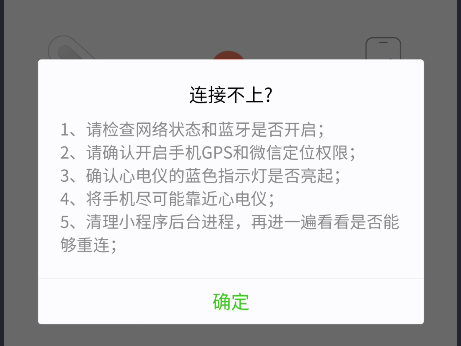 连接不上?
1、请检查网络状态和蓝牙是否开启；
2、请确认开启手机GPS和微信定位权限；
3、确认心电仪的蓝色指示灯是否亮起；
4、将手机尽可能靠近心电仪；
5、清理小程序后台进程，再进一遍看看是否能
够重连；
确定